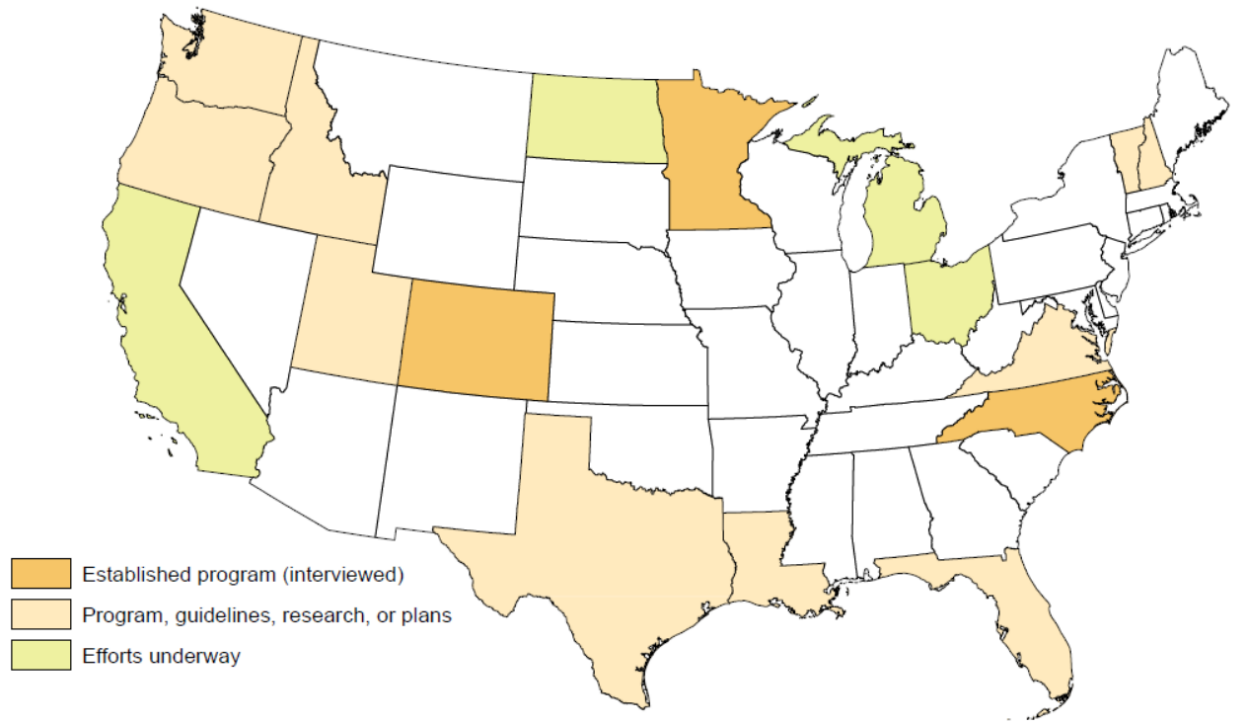 Established program (interviewed)
Program, guidelines, research, or plans
Efforts underway